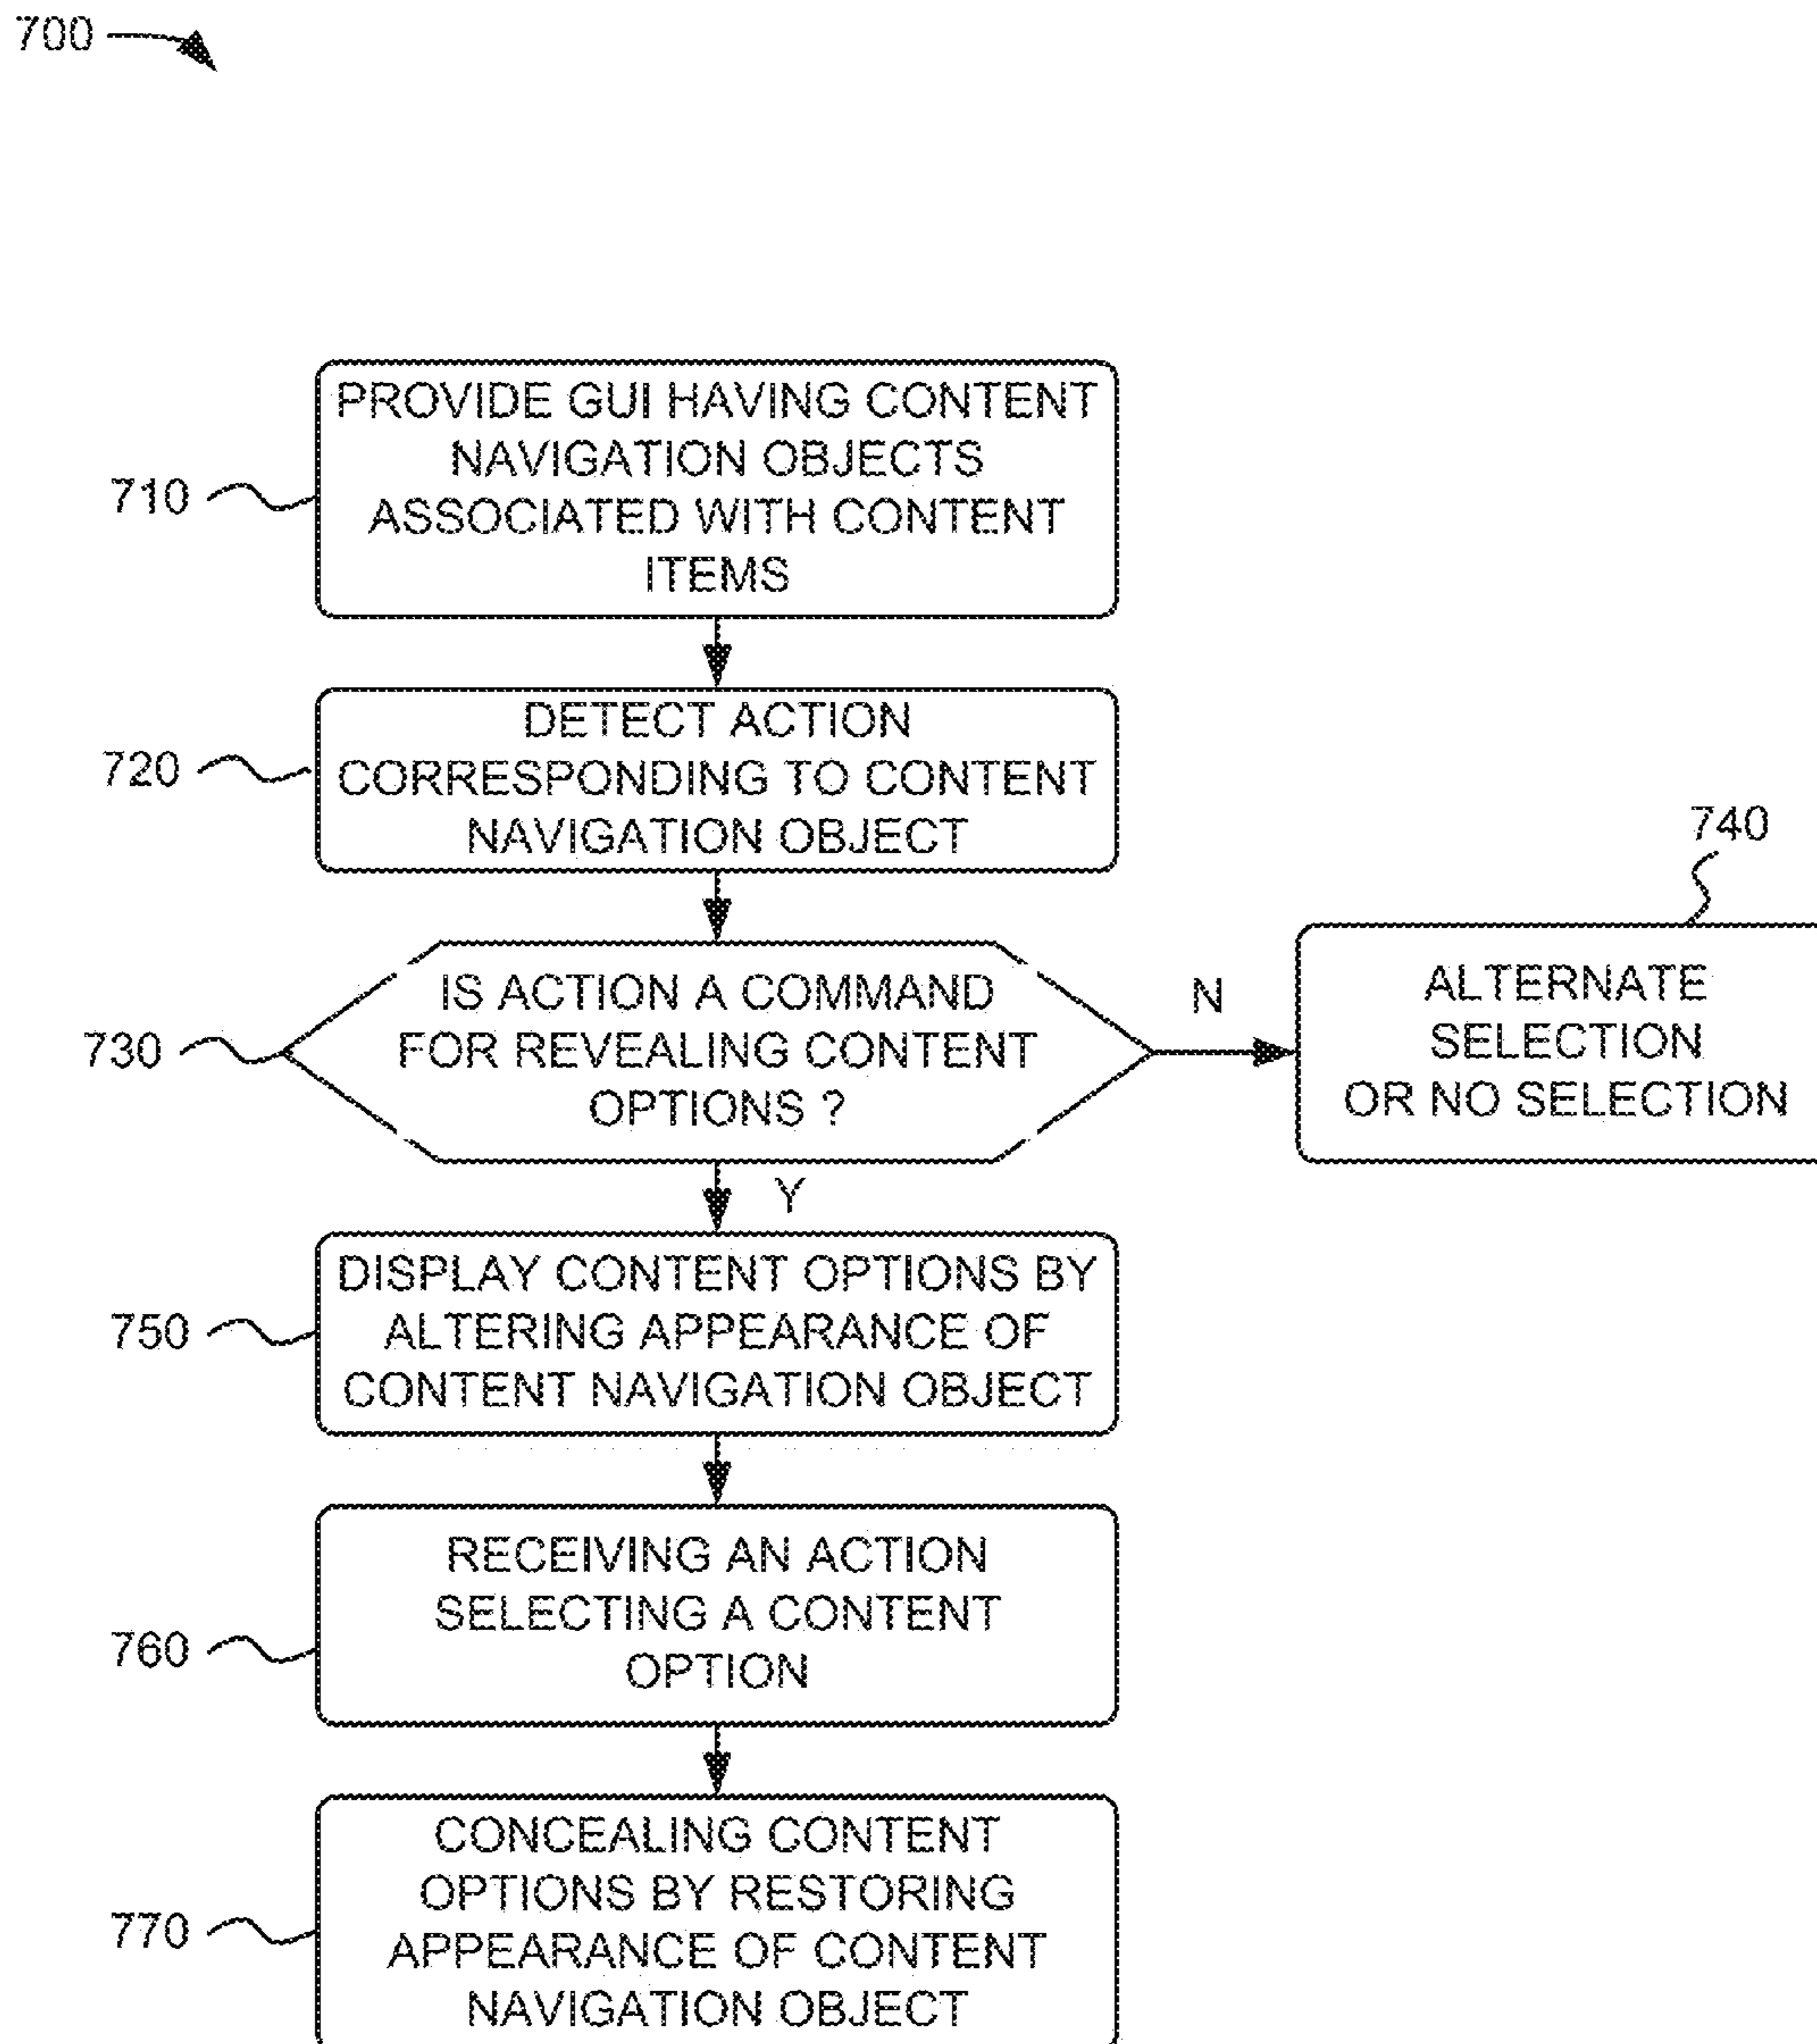 700
710
PROVIDE GUI HAVING CONTENT
NAVIGATION OBJECTS
ASSOCIATED WITH CONTENT
ITEMS
720
DETECT ACTION
CORRESPONDING TO CONTENT
NAVIGATION OBJECT
730
IS ACTION A COMMAND
FOR REVEALING CONTENT
OPTIONS ?
N
740
ALTERNATE
SELECTION
OR NO SELECTION
Y
750
DISPLAY CONTENT OPTIONS BY
ALTERING APPEARANCE OF
CONTENT NAVIGATION OBJECT
760
RECEIVING AN ACTION
SELECTING A CONTENT
OPTION
770
CONCEALING CONTENT
OPTIONS BY RESTORING
APPEARANCE OF CONTENT
NAVIGATION OBJECT